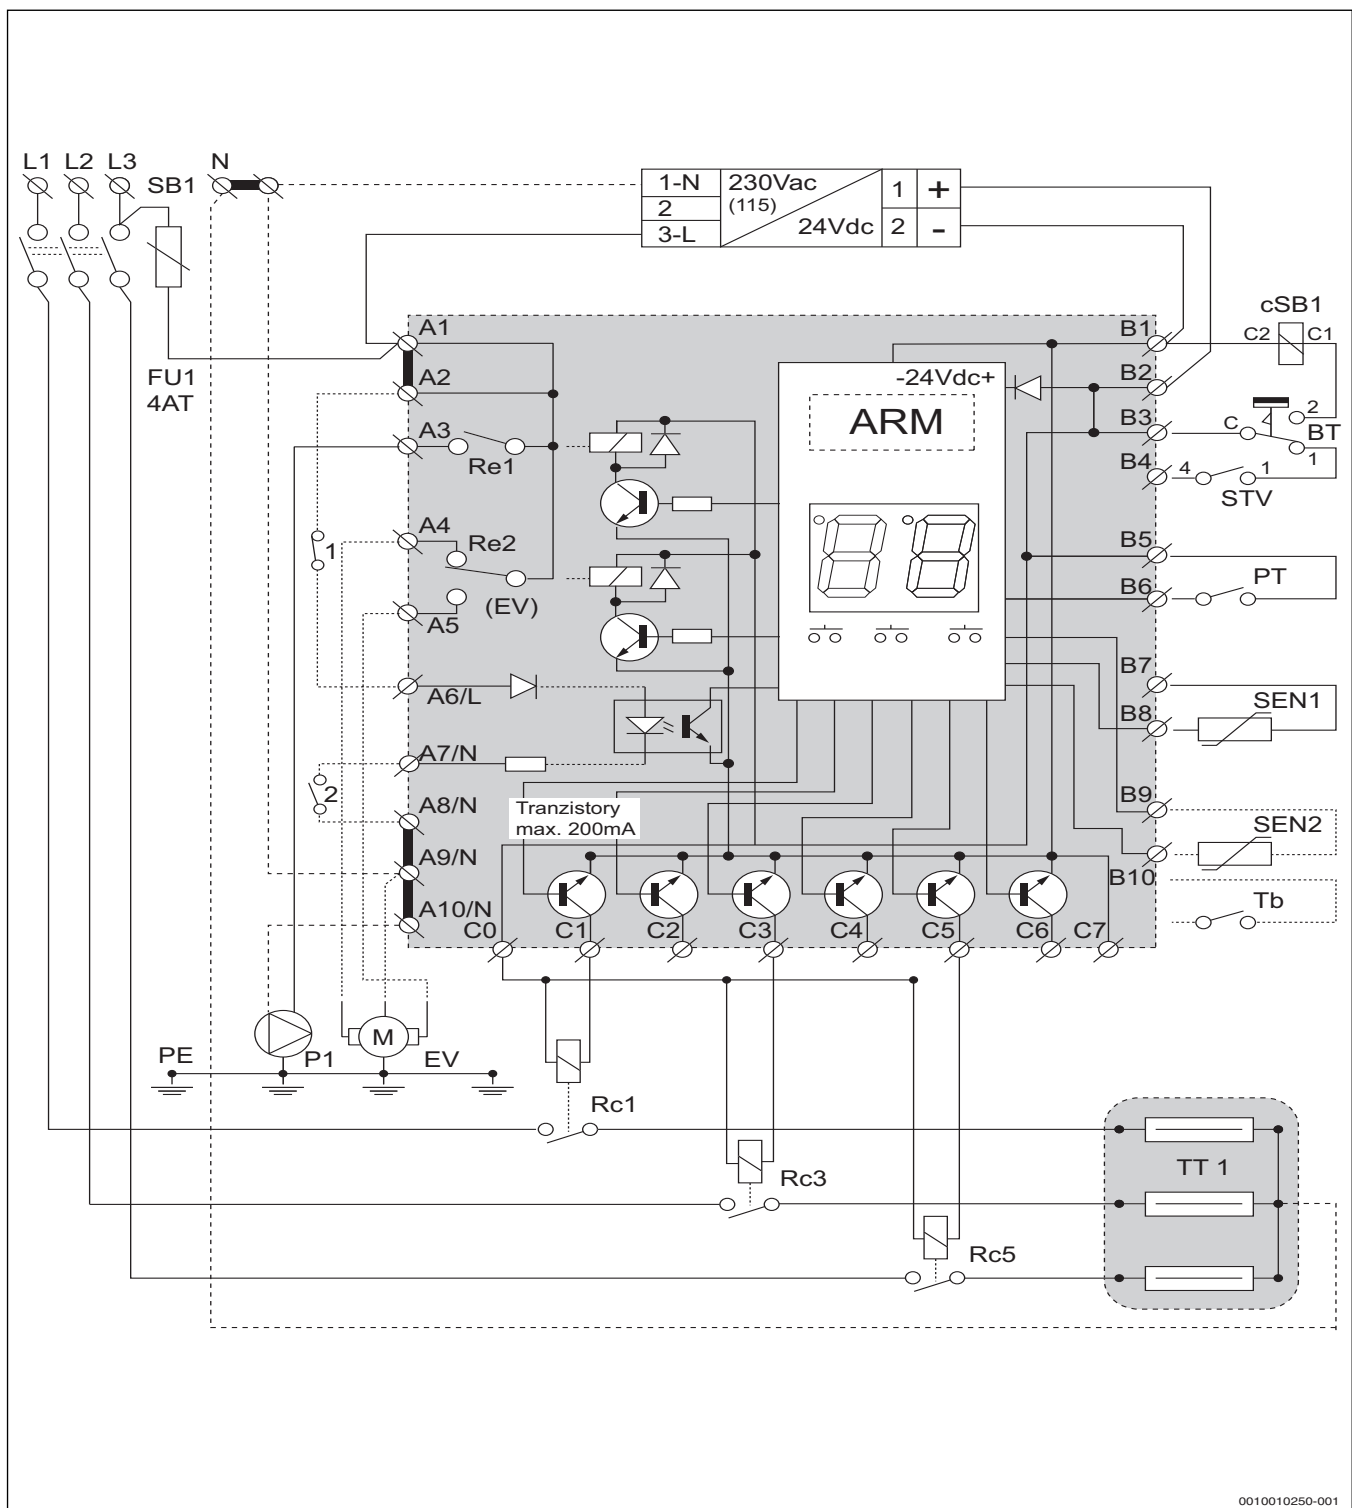 L1 L2 L3 SB1 N
1-N 230Vac 1 +
2 (115)
3-L 24Vdc 2 -
FU1
4AT
cSB1
C2 C1
A1
A2
A3
Re1
A4
Re2
(EV)
A5
A6/L
A7/N
A8/N
A9/N
A10/N
1
2
-24Vdc+
ARM
B1
B2
B3
B4
B5
B6
B7
B8
B9
B10
C 2
BT
1
4 1
STV
PT
SEN1
SEN2
Tb
Tranzistory
max. 200mA
C0 C1 C2 C3 C4 C5 C6 C7
PE P1 M EV
Rc1
Rc3
Rc5
TT 1
0010010250-001